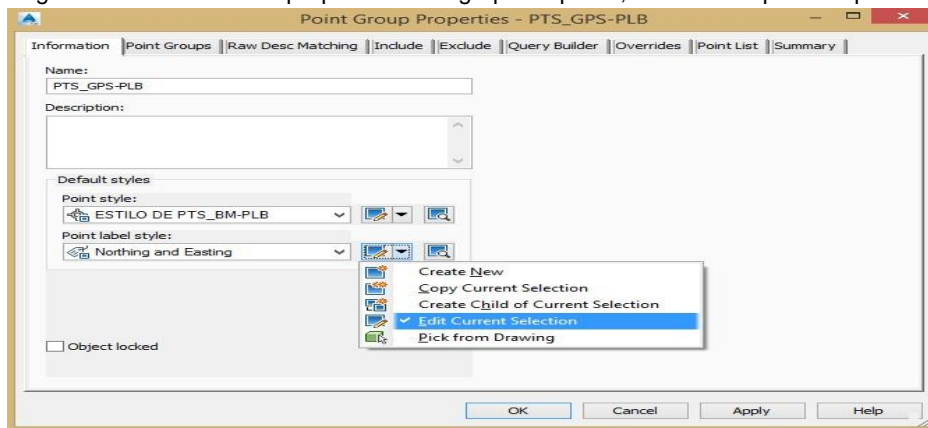 Point Group Properties - PTS_GPS-PLB
Information Point Groups Raw Desc Matching Include Exclude Query Builder Overrides Point List Summary
Name:
PTS_GPS-PLB
Description:
Default styles
Point style:
ESTILO DE PTS_BM-PLB
Point label style:
Northing and Easting
Create New
Copy Current Selection
Create Child of Current Selection
Edit Current Selection
Pick from Drawing
Object locked
OK Cancel Apply Help